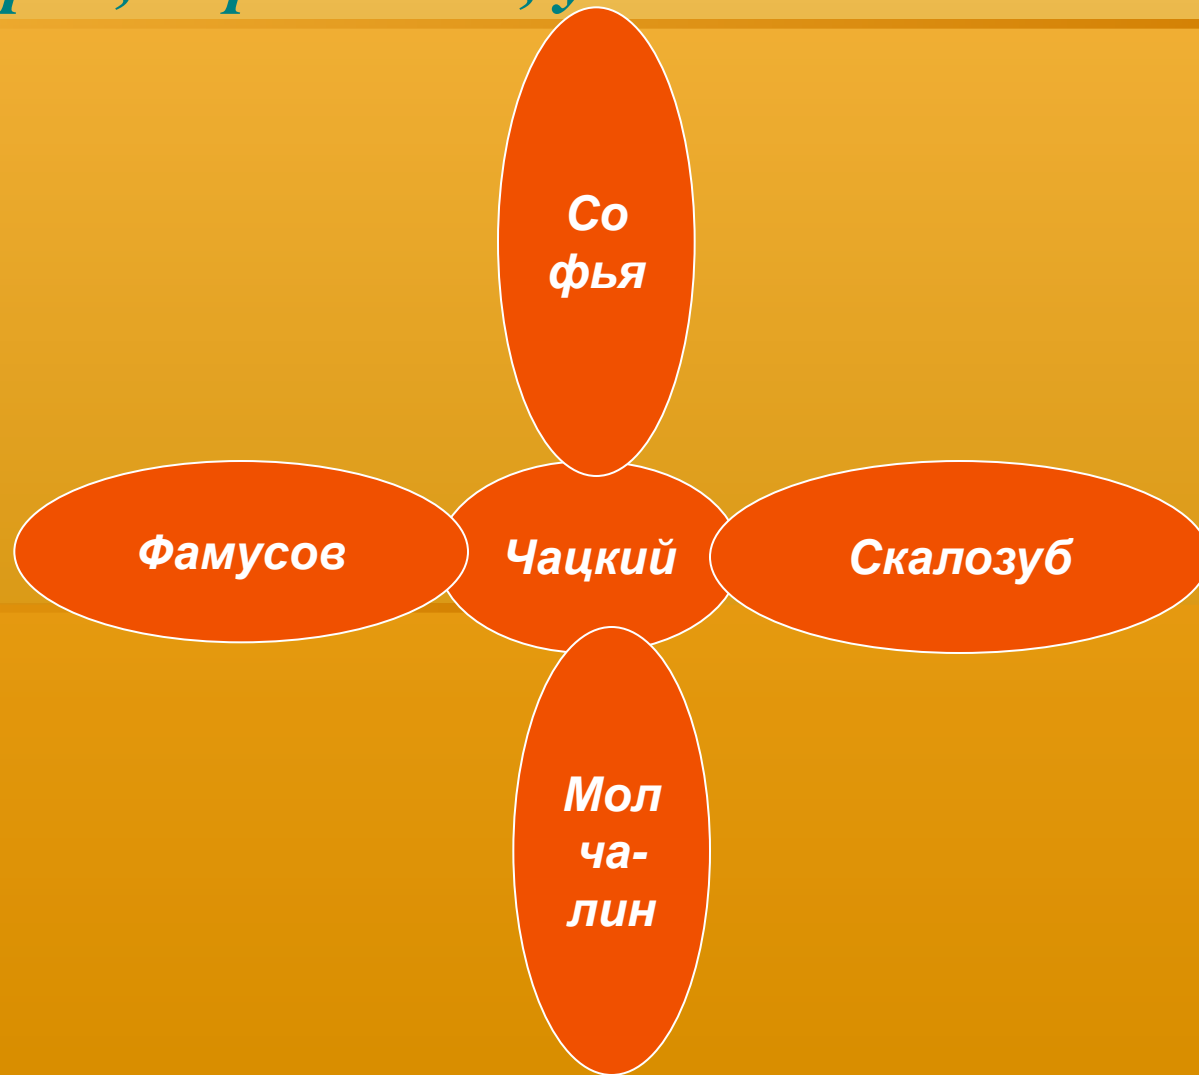 Со
фья
Фамусов
Чацкий
Скалозуб
Мол
ча-
лин